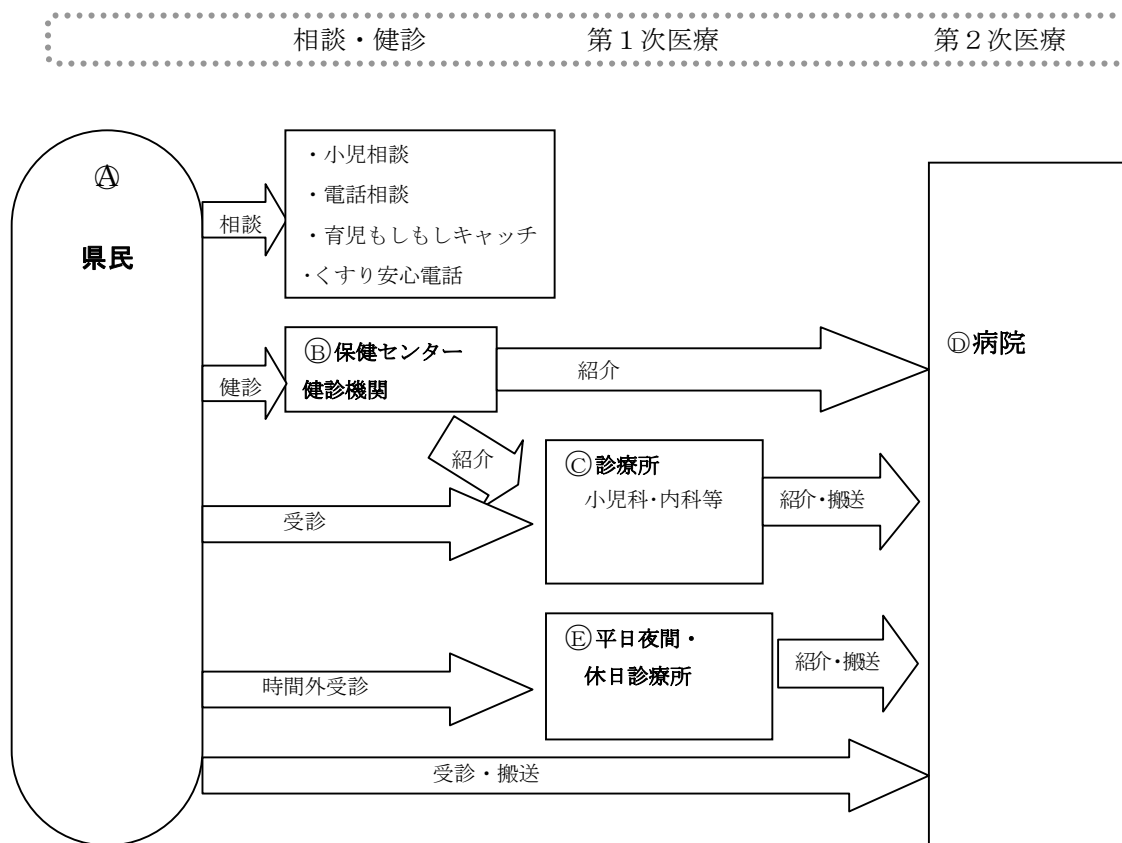 相談・健診 第１次医療 第２次医療
Ⓐ
県民
相談
・小児相談
・電話相談
・育児もしもしキャッチ
・くすり安心電話
健診
Ⓑ保健センター
健診機関
紹介
Ⓓ病院
紹介
受診
Ⓒ診療所
小児科・内科等
紹介・搬送
時間外受診
Ⓔ平日夜間・
休日診療所
紹介・搬送
受診・搬送